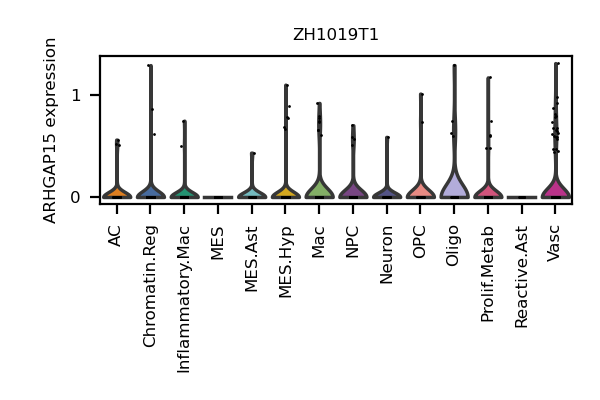 ZH1019T1
ARHGAP15 expression
1
0
AC
Chromatin.Reg
Inflammatory.Mac
MES
MES.Ast
MES.Hyp
Mac
NPC
Neuron
OPC
Oligo
Prolif.Metab
Reactive.Ast
Vasc